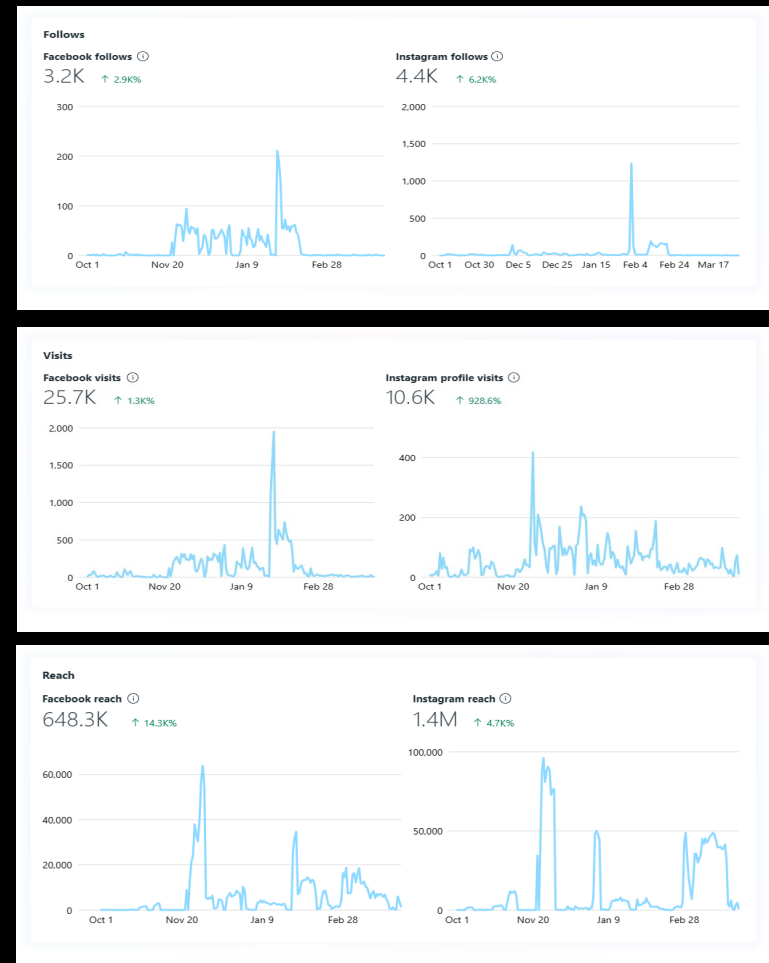 Follows
Facebook follows
3.2K ↑ 2.9K%
300
200
100
0
Oct 1 Nov 20 Jan 9 Feb 28
Instagram follows
4.4K ↑ 6.2K%
2,000
1,500
1,000
500
0
Oct 1 Oct 30 Dec 5 Dec 25 Jan 15 Feb 4 Feb 24 Mar 17
Visits
Facebook visits
25.7K ↑ 1.3K%
2,000
1,500
1,000
500
0
Oct 1 Nov 20 Jan 9 Feb 28
Instagram profile visits
10.6K ↑ 928.6%
400
200
0
Oct 1 Nov 20 Jan 9 Feb 28
Reach
Facebook reach
648.3K ↑ 14.3K%
60,000
40,000
20,000
0
Oct 1 Nov 20 Jan 9 Feb 28
Instagram reach
1.4M ↑ 4.7K%
100,000
50,000
0
Oct 1 Nov 20 Jan 9 Feb 28